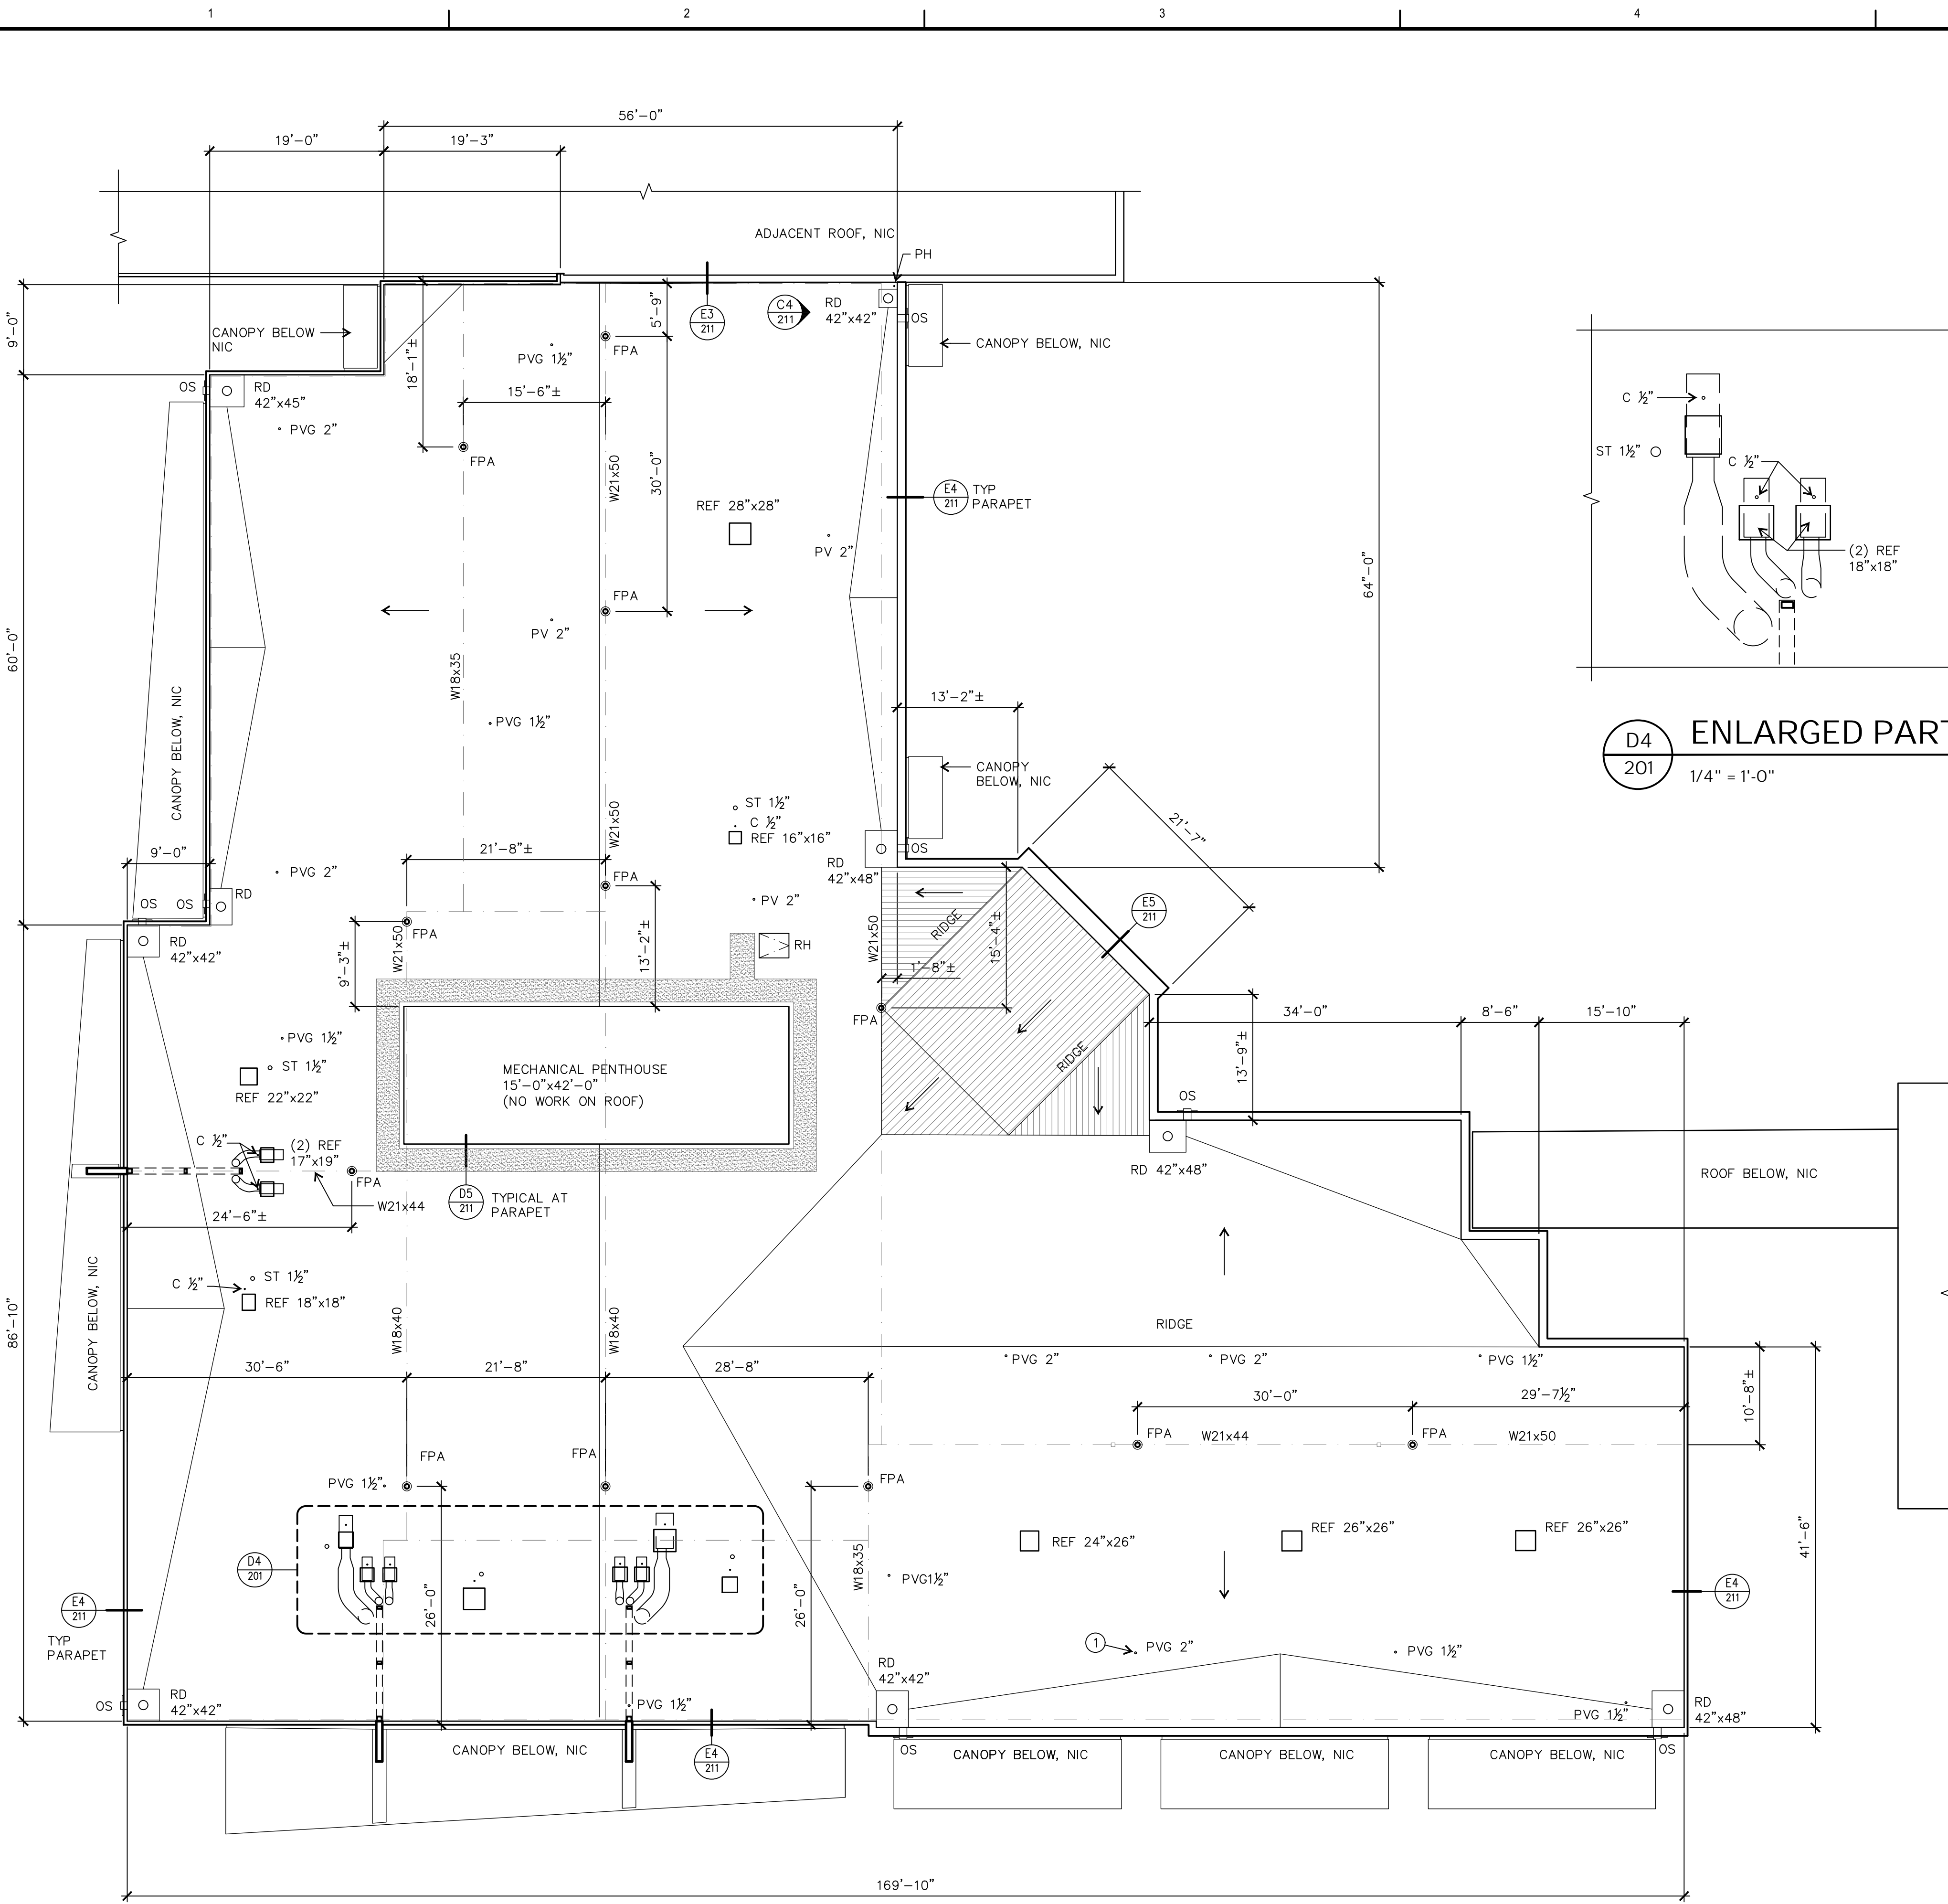 1
2
3
4
56'-0"
19'-0"
19'-3"
ADJACENT ROOF, NIC
PH
9'-0"
CANOPY BELOW
NIC
18'-1"±
5'-9"
E3
211
C4
211
RD
42"x42"
OS
CANOPY BELOW, NIC
PVG 1½"
FPA
OS
RD
42"x45"
15'-6"±
PVG 2"
FPA
W21x50
30'-0"
REF 28"x28"
E4
211
TYP
PARAPET
PV 2"
64"-0"
C ½"
ST 1½"
C ½"
(2) REF
18"x18"
60'-0"
FPA
PV 2"
W18x35
CANOPY BELOW, NIC
PVG 1½"
13'-2"±
D4
201
ENLARGED PART
1/4" = 1'-0"
CANOPY
BELOW, NIC
ST 1½"
C ½"
REF 16"x16"
W21x50
21'-7"
9'-0"
21'-8"±
OS
RD
42"x48"
PVG 2"
FPA
PV 2"
OS
OS
RD
RIDGE
E5
211
RD
42"x42"
FPA
W21x50
9'-3"±
13'-2"±
RH
W21x50
15'-4"±
1'-8"±
FPA
34'-0"
8'-6"
15'-10"
PVG 1½"
ST 1½"
REF 22"x22"
MECHANICAL PENTHOUSE
15'-0"x42'-0"
(NO WORK ON ROOF)
RIDGE
13'-9"±
OS
C ½"
(2) REF
17"x19"
FPA
W21x44
D5
211
TYPICAL AT
PARAPET
RD 42"x48"
ROOF BELOW, NIC
24'-6"±
86'-10"
CANOPY BELOW, NIC
C ½"
ST 1½"
REF 18"x18"
W18x40
W18x40
RIDGE
PVG 2"
PVG 2"
PVG 1½"
30'-6"
21'-8"
28'-8"
30'-0"
29'-7½"
10'-8"±
FPA
W21x44
FPA
W21x50
FPA
FPA
PVG 1½"
FPA
REF 24"x26"
REF 26"x26"
REF 26"x26"
41'-6"
D4
201
26'-0"
26'-0"
W18x35
PVG1½"
E4
211
TYP
PARAPET
E4
211
1
PVG 2"
PVG 1½"
RD
42"x42"
OS
RD
42"x42"
PVG 1½"
PVG 1½"
RD
42"x48"
CANOPY BELOW, NIC
E4
211
OS
CANOPY BELOW, NIC
CANOPY BELOW, NIC
CANOPY BELOW, NIC
OS
169'-10"